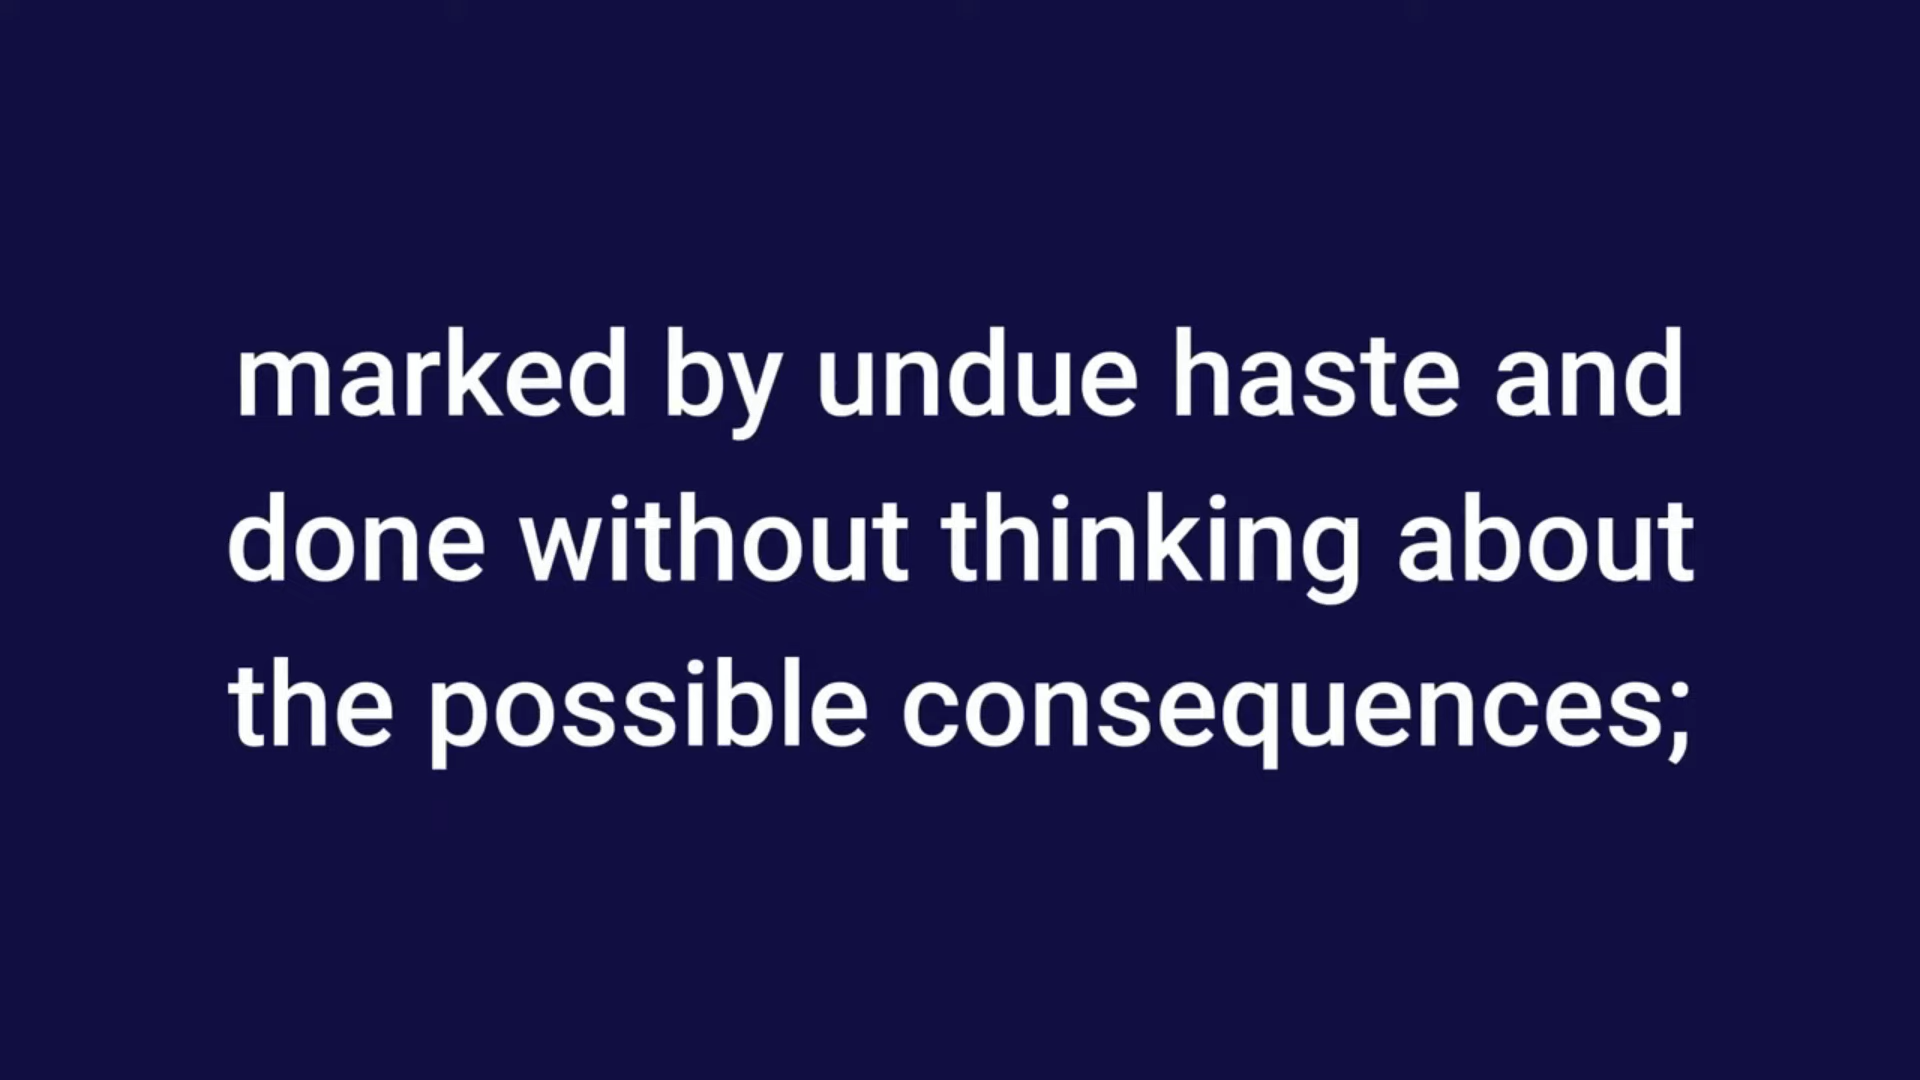 marked by undue haste and
done without thinking about
the possible consequences;